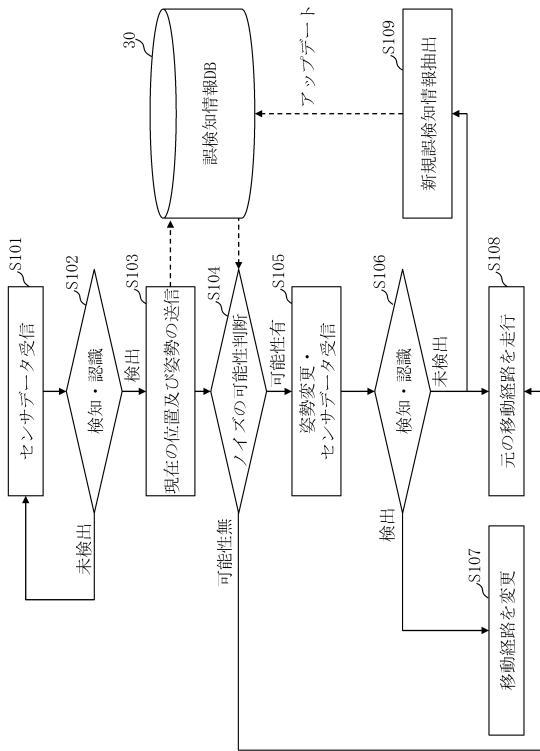 S101
センサデータ受信
S102
検知・認識
未検出
検出
S103
現在の位置及び姿勢の送信
30
誤検知情報DB
S104
ノイズの可能性判断
可能性無
可能性有
S105
姿勢変更・
センサデータ受信
S106
検知・認識
検出
未検出
S107
移動経路を変更
S108
元の移動経路を走行
S109
新規誤検知情報抽出
アップデート